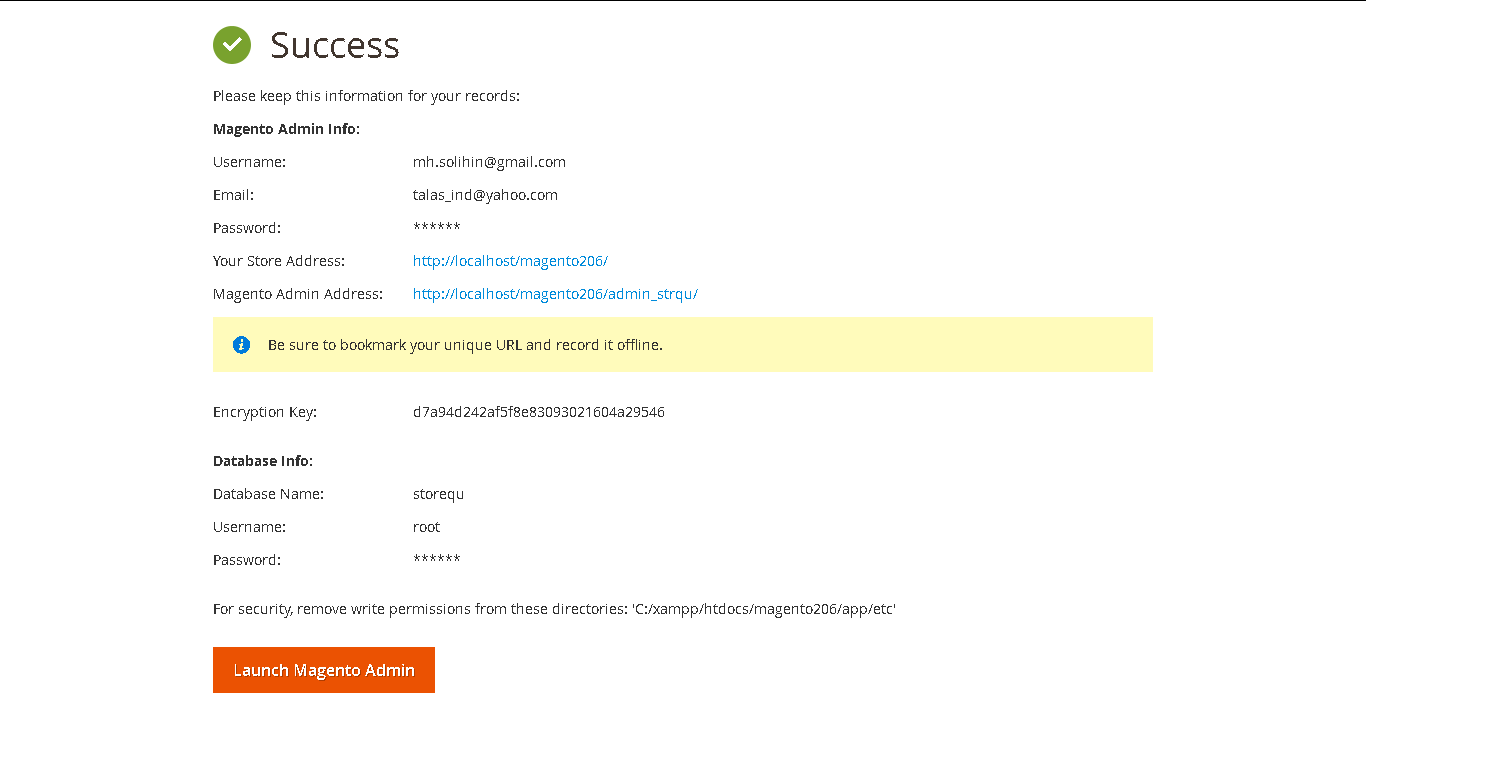 Success
Please keep this information for your records:
Magento Admin Info:
Username: mh.solihin@gmail.com
Email: talas_ind@yahoo.com
Password: ******
Your Store Address: http://localhost/magento206/
Magento Admin Address: http://localhost/magento206/admin_strqu/
Be sure to bookmark your unique URL and record it offline.
Encryption Key: d7a94d242af5f8e83093021604a29546
Database Info:
Database Name: storequ
Username: root
Password: ******
For security, remove write permissions from these directories: 'C:/xampp/htdocs/magento206/app/etc'
Launch Magento Admin